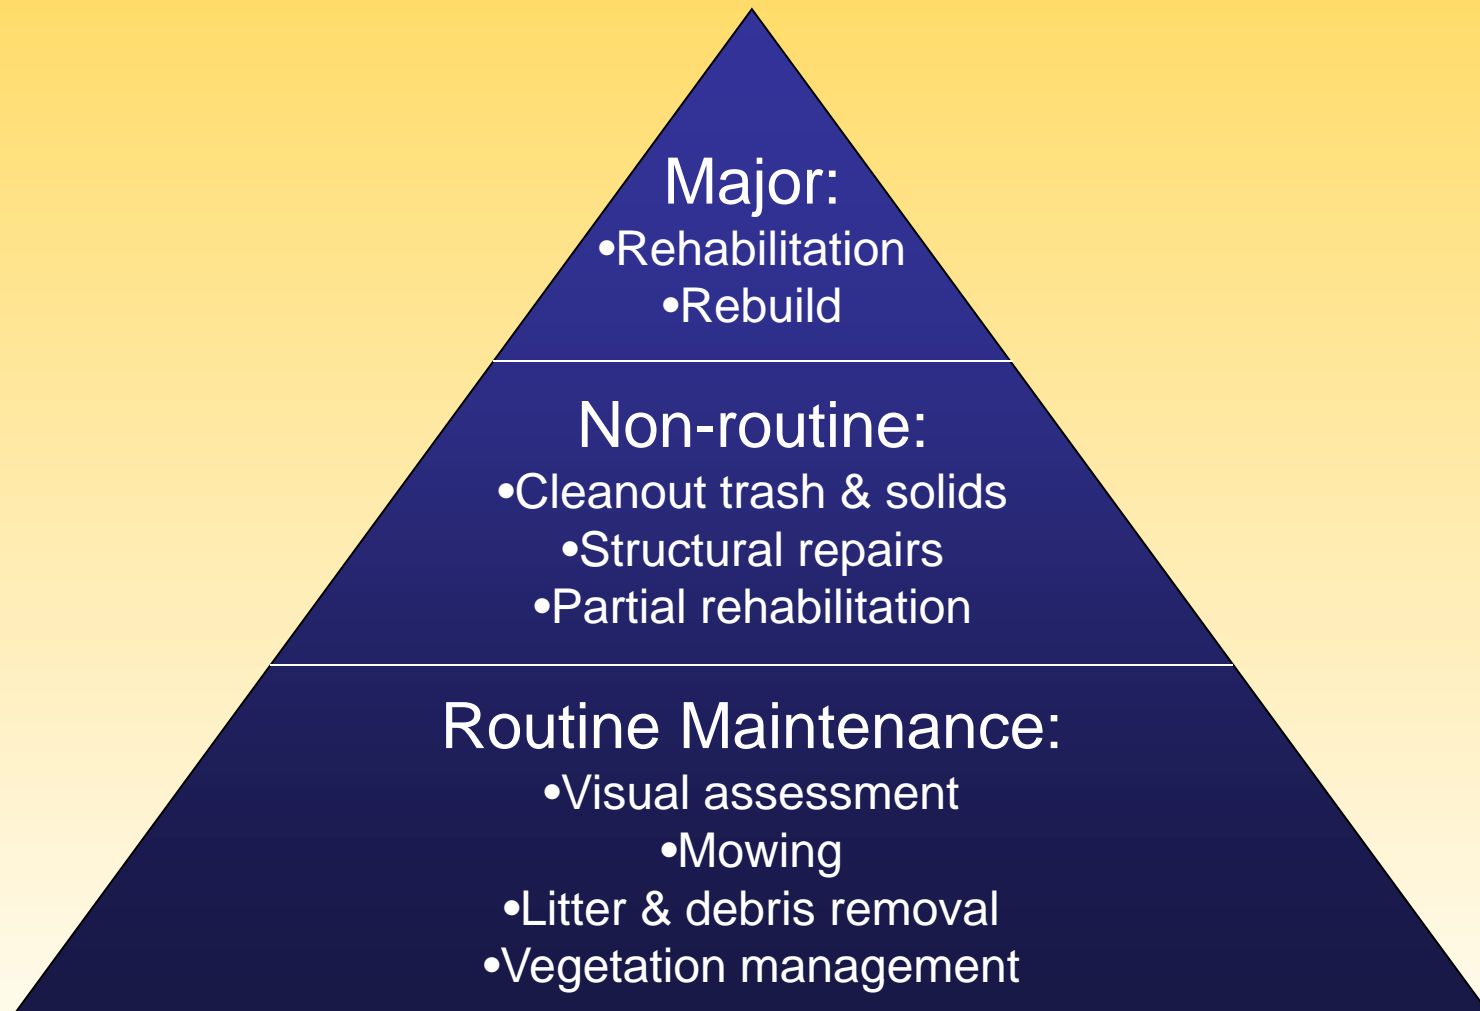 Major:
•Rehabilitation
•Rebuild
Non-routine:
•Cleanout trash & solids
•Structural repairs
•Partial rehabilitation
Routine Maintenance:
•Visual assessment
•Mowing
•Litter & debris removal
•Vegetation management